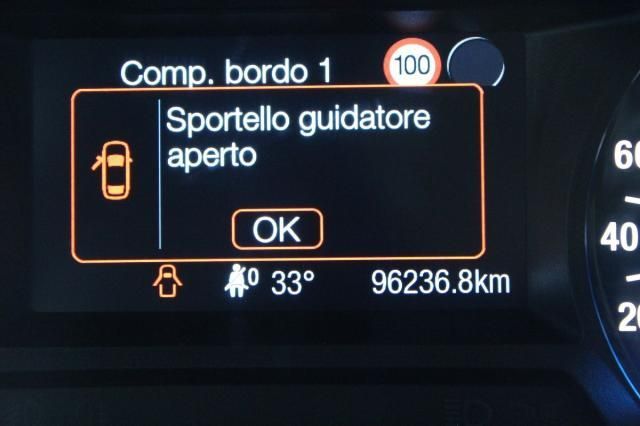 Comp. bordo 1
100
Sportello guidatore
aperto
OK
0 33° 96236.8km
60
40
20